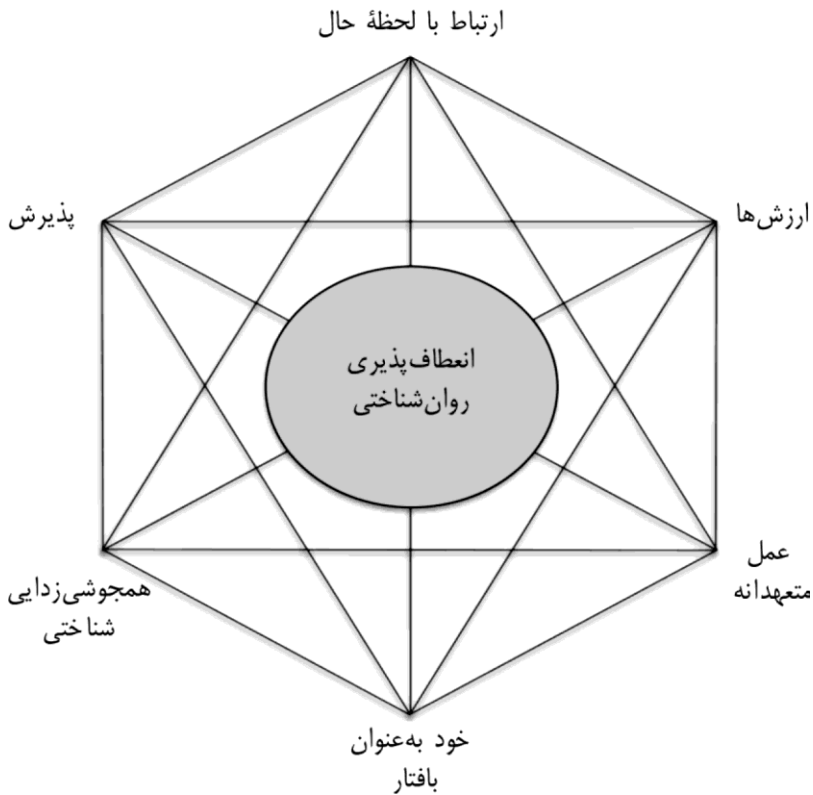 ارتباط با لحظهٔ حال
ارزش‌ها
پذیرش
انعطاف‌پذیری
روان‌شناختی
عمل
متعهدانه
همجوشی‌زدایی
شناختی
خود به‌عنوان
بافتار